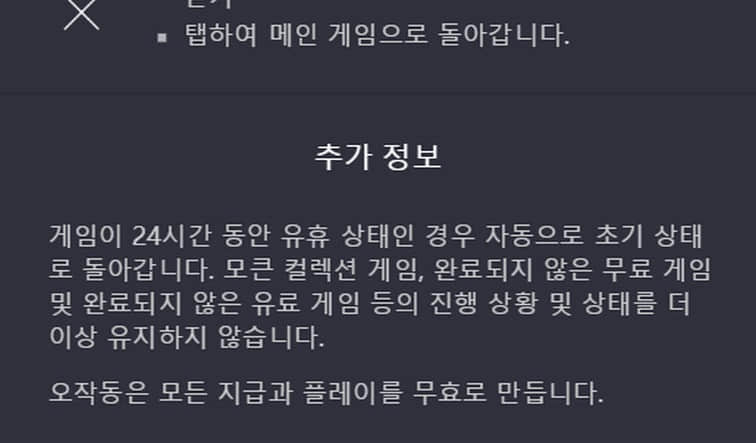 탭하여 메인 게임으로 돌아갑니다.
추가 정보
게임이 24시간 동안 유휴 상태인 경우 자동으로 초기 상태
로 돌아갑니다. 모큰 컬렉션 게임, 완료되지 않은 무료 게임
및 완료되지 않은 유료 게임 등의 진행 상황 및 상태를 더
이상 유지하지 않습니다.
오작동은 모든 지급과 플레이를 무효로 만듭니다.